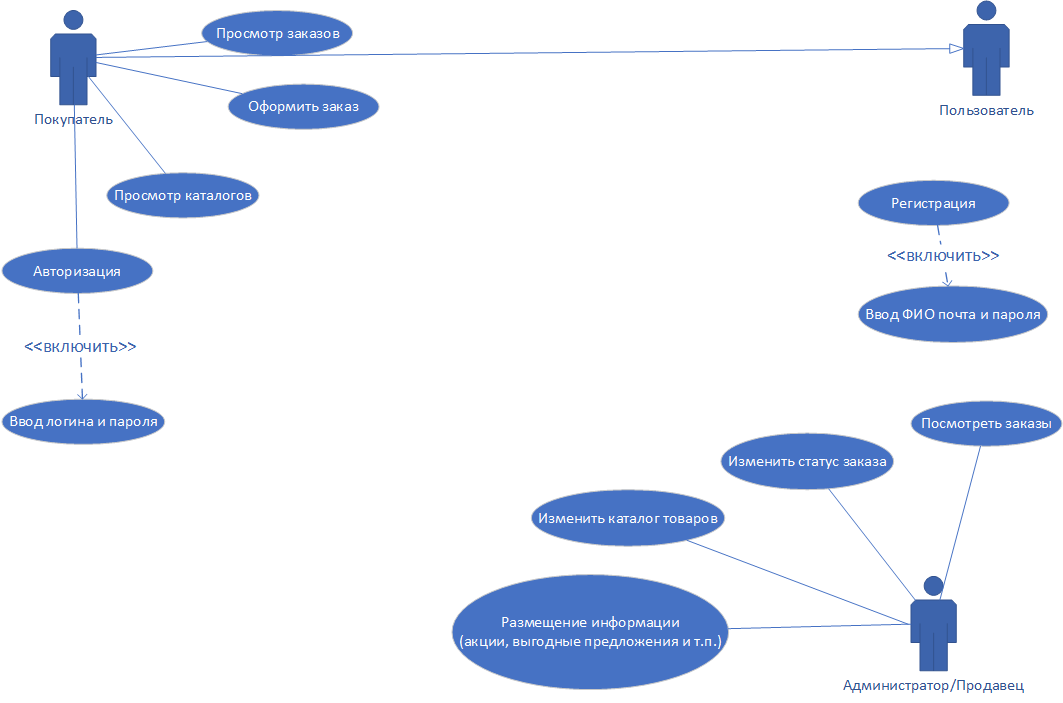 Просмотр заказов
Оформить заказ
Покупатель
Пользователь
Просмотр каталогов
Регистрация
<<включить>>
Авторизация
Ввод ФИО почта и пароля
<<включить>>
Ввод логина и пароля
Посмотреть заказы
Изменить статус заказа
Изменить каталог товаров
Размещение информации
(акции, выгодные предложения и т.п.)
Администратор/Продавец